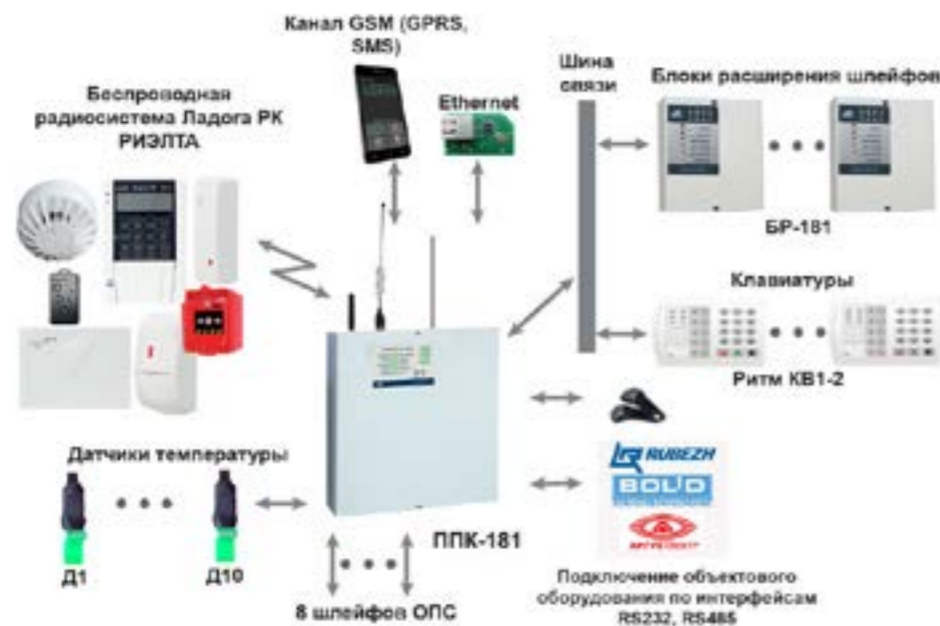 Канал GSM (GPRS,
SMS)
Беспроводная
радиосистема Ладога РК
РИЭЛТА
Ethernet
Шина
связи
Блоки расширения шлейфов
БР-181
Клавиатуры
Ритм КВ1-2
RUBEZH
BOLID
Датчики температуры
Д1
Д10
ППК-181
8 шлейфов ОПС
Подключение объектового
оборудования по интерфейсам
RS232, RS485